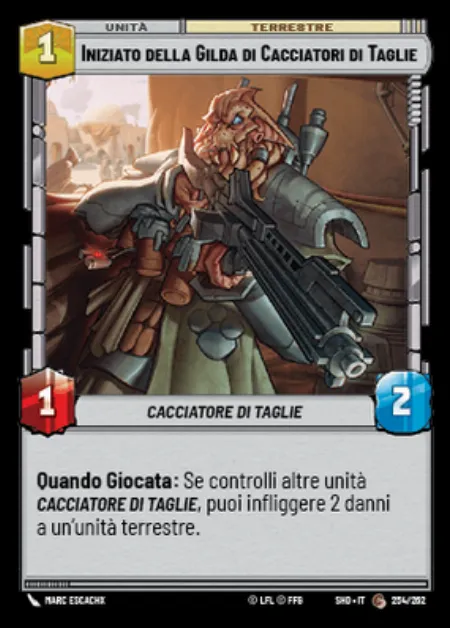 UNITÀ
TERRESTRE
1
INIZIATO DELLA GILDA DI CACCIATORI DI TAGLIE
1
CACCIATORE DI TAGLIE
2
Quando Giocata: Se controlli altre unità
CACCIATORE DI TAGLIE, puoi infliggere 2 danni
a un'unità terrestre.
MARC ESCACHX
© LFL © FFG
SHD • IT
254/262